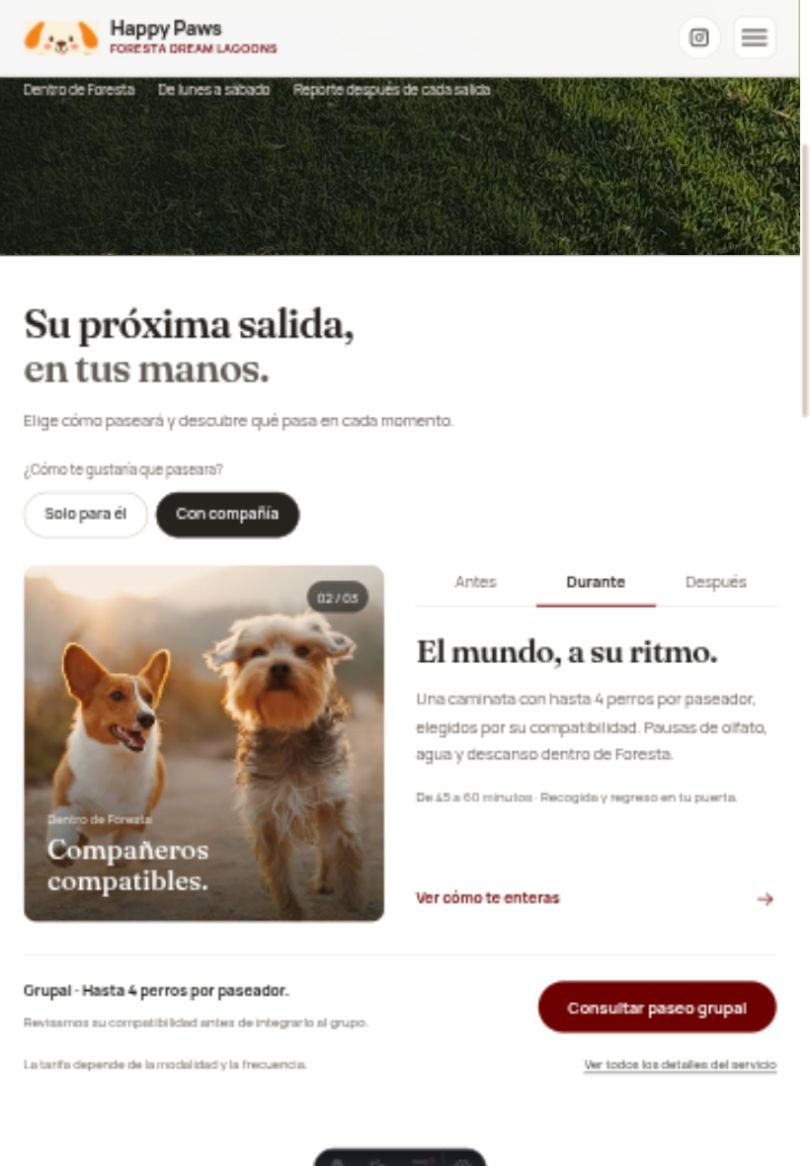 Happy Paws
FORESTA DREAM LAGOONS
Dentro de Foresta De lunes a sábado Reporte después de cada salida
Su próxima salida,
en tus manos.
Elige cómo paseará y descubre qué pasa en cada momento.
¿Cómo te gustaría que paseara?
Solo para él Con compañía
02 / 03
Dentro de Foresta
Compañeros
compatibles.
Antes Durante Después
El mundo, a su ritmo.
Una caminata con hasta 4 perros por paseador,
elegidos por su compatibilidad. Pausas de olfato,
agua y descanso dentro de Foresta.
De 45 a 60 minutos · Recogida y regreso en tu puerta.
Ver cómo te enteras →
Grupal · Hasta 4 perros por paseador.
Revisamos su compatibilidad antes de integrarlo al grupo.
La tarifa depende de la modalidad y la frecuencia.
Consultar paseo grupal
Ver todos los detalles del servicio